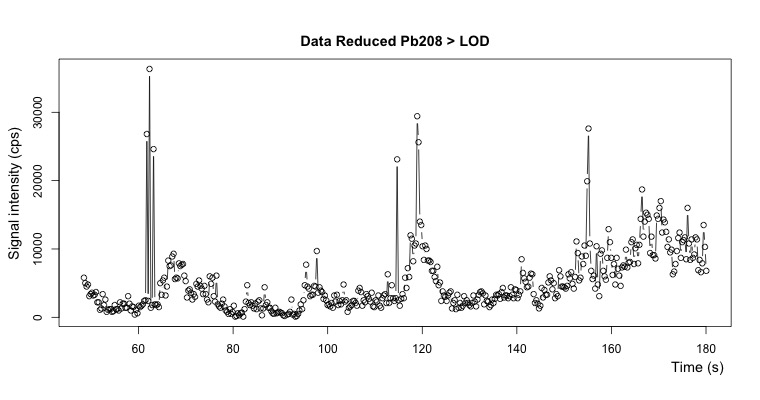 Data Reduced Pb208 > LOD
Signal intensity (cps)
30000
20000
10000
0
60 80 100 120 140 160 180
Time (s)